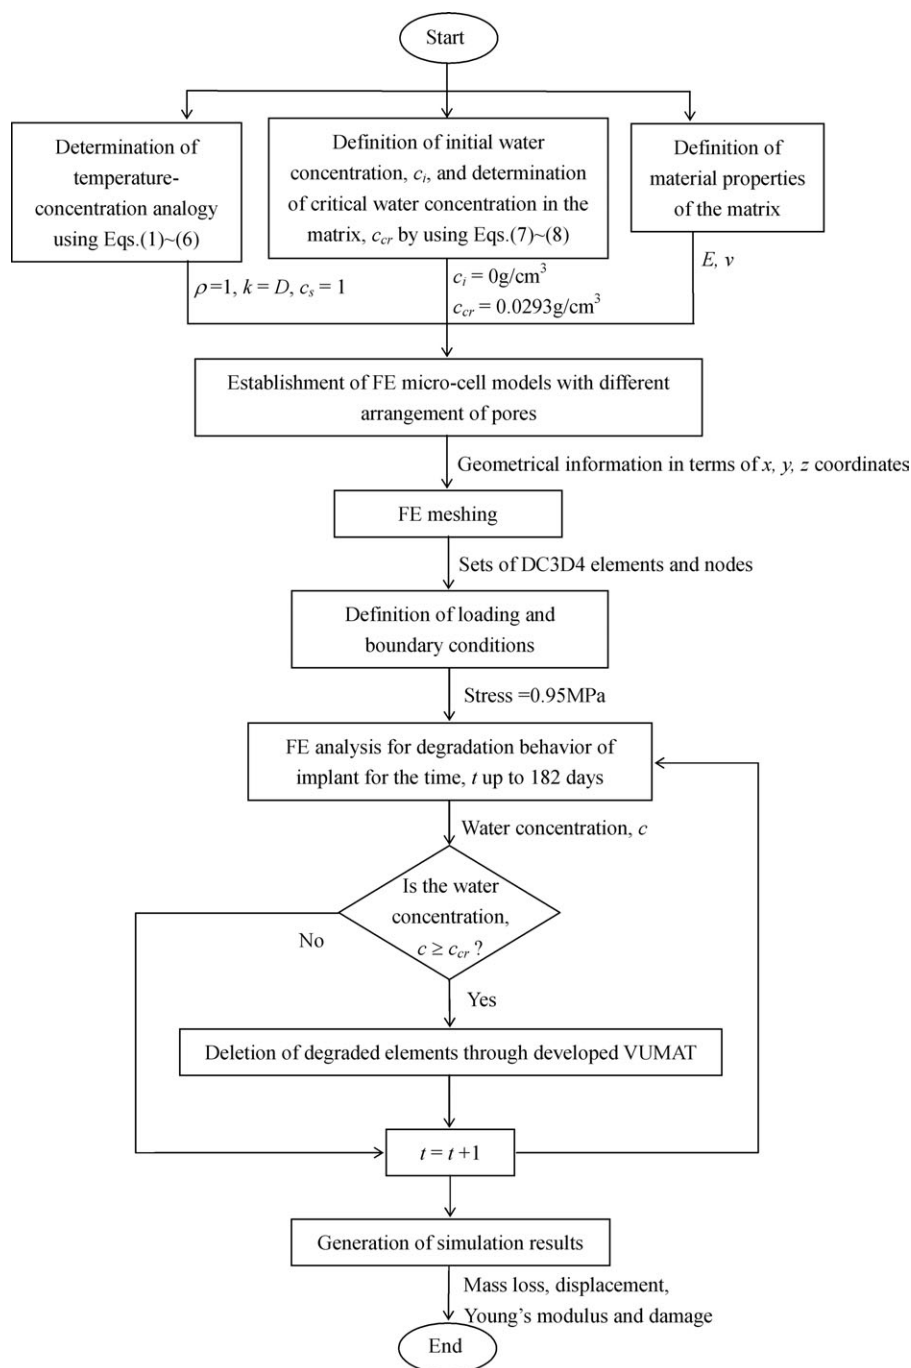 Start
Determination of
temperature-
concentration analogy
using Eqs.(1)~(6)
Definition of initial water
concentration, cᵢ, and determination
of critical water concentration in the
matrix, c_cr by using Eqs.(7)~(8)
Definition of
material properties
of the matrix
ρ=1, k = D, c_s = 1
cᵢ = 0g/cm³
c_cr = 0.0293g/cm³
E, v
Establishment of FE micro-cell models with different
arrangement of pores
Geometrical information in terms of x, y, z coordinates
FE meshing
Sets of DC3D4 elements and nodes
Definition of loading and
boundary conditions
Stress =0.95MPa
FE analysis for degradation behavior of
implant for the time, t up to 182 days
Water concentration, c
Is the water
concentration,
c ≥ c_cr ?
No
Yes
Deletion of degraded elements through developed VUMAT
t = t +1
Generation of simulation results
Mass loss, displacement,
Young's modulus and damage
End